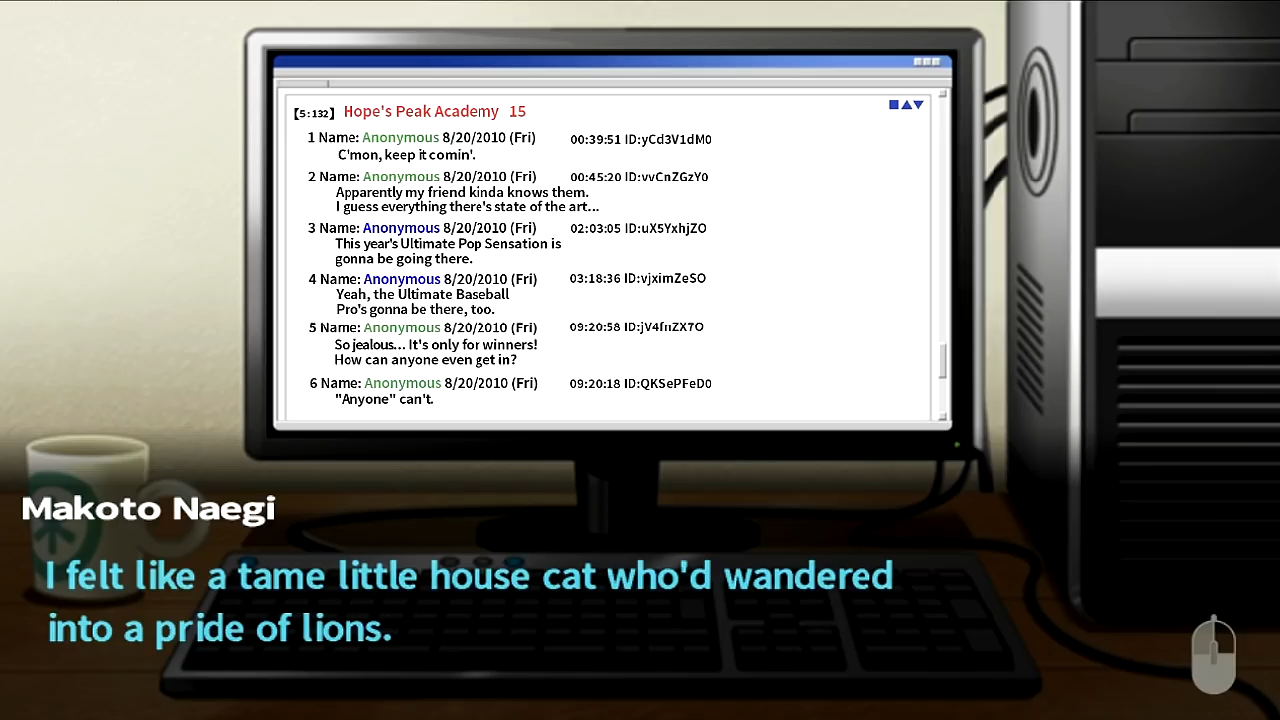 【5:132】 Hope's Peak Academy 15
1 Name: Anonymous 8/20/2010 (Fri) 00:39:51 ID:yCd3V1dM0
C'mon, keep it comin'.
2 Name: Anonymous 8/20/2010 (Fri) 00:45:20 ID:vvCnZGzY0
Apparently my friend kinda knows them.
I guess everything there's state of the art...
3 Name: Anonymous 8/20/2010 (Fri) 02:03:05 ID:uX5YxhjZO
This year's Ultimate Pop Sensation is
gonna be going there.
4 Name: Anonymous 8/20/2010 (Fri) 03:18:36 ID:vjximZeSO
Yeah, the Ultimate Baseball
Pro's gonna be there, too.
5 Name: Anonymous 8/20/2010 (Fri) 09:20:58 ID:jV4fnZX7O
So jealous... It's only for winners!
How can anyone even get in?
6 Name: Anonymous 8/20/2010 (Fri) 09:20:18 ID:QKSePFeD0
"Anyone" can't.
Makoto Naegi
I felt like a tame little house cat who'd wandered
into a pride of lions.